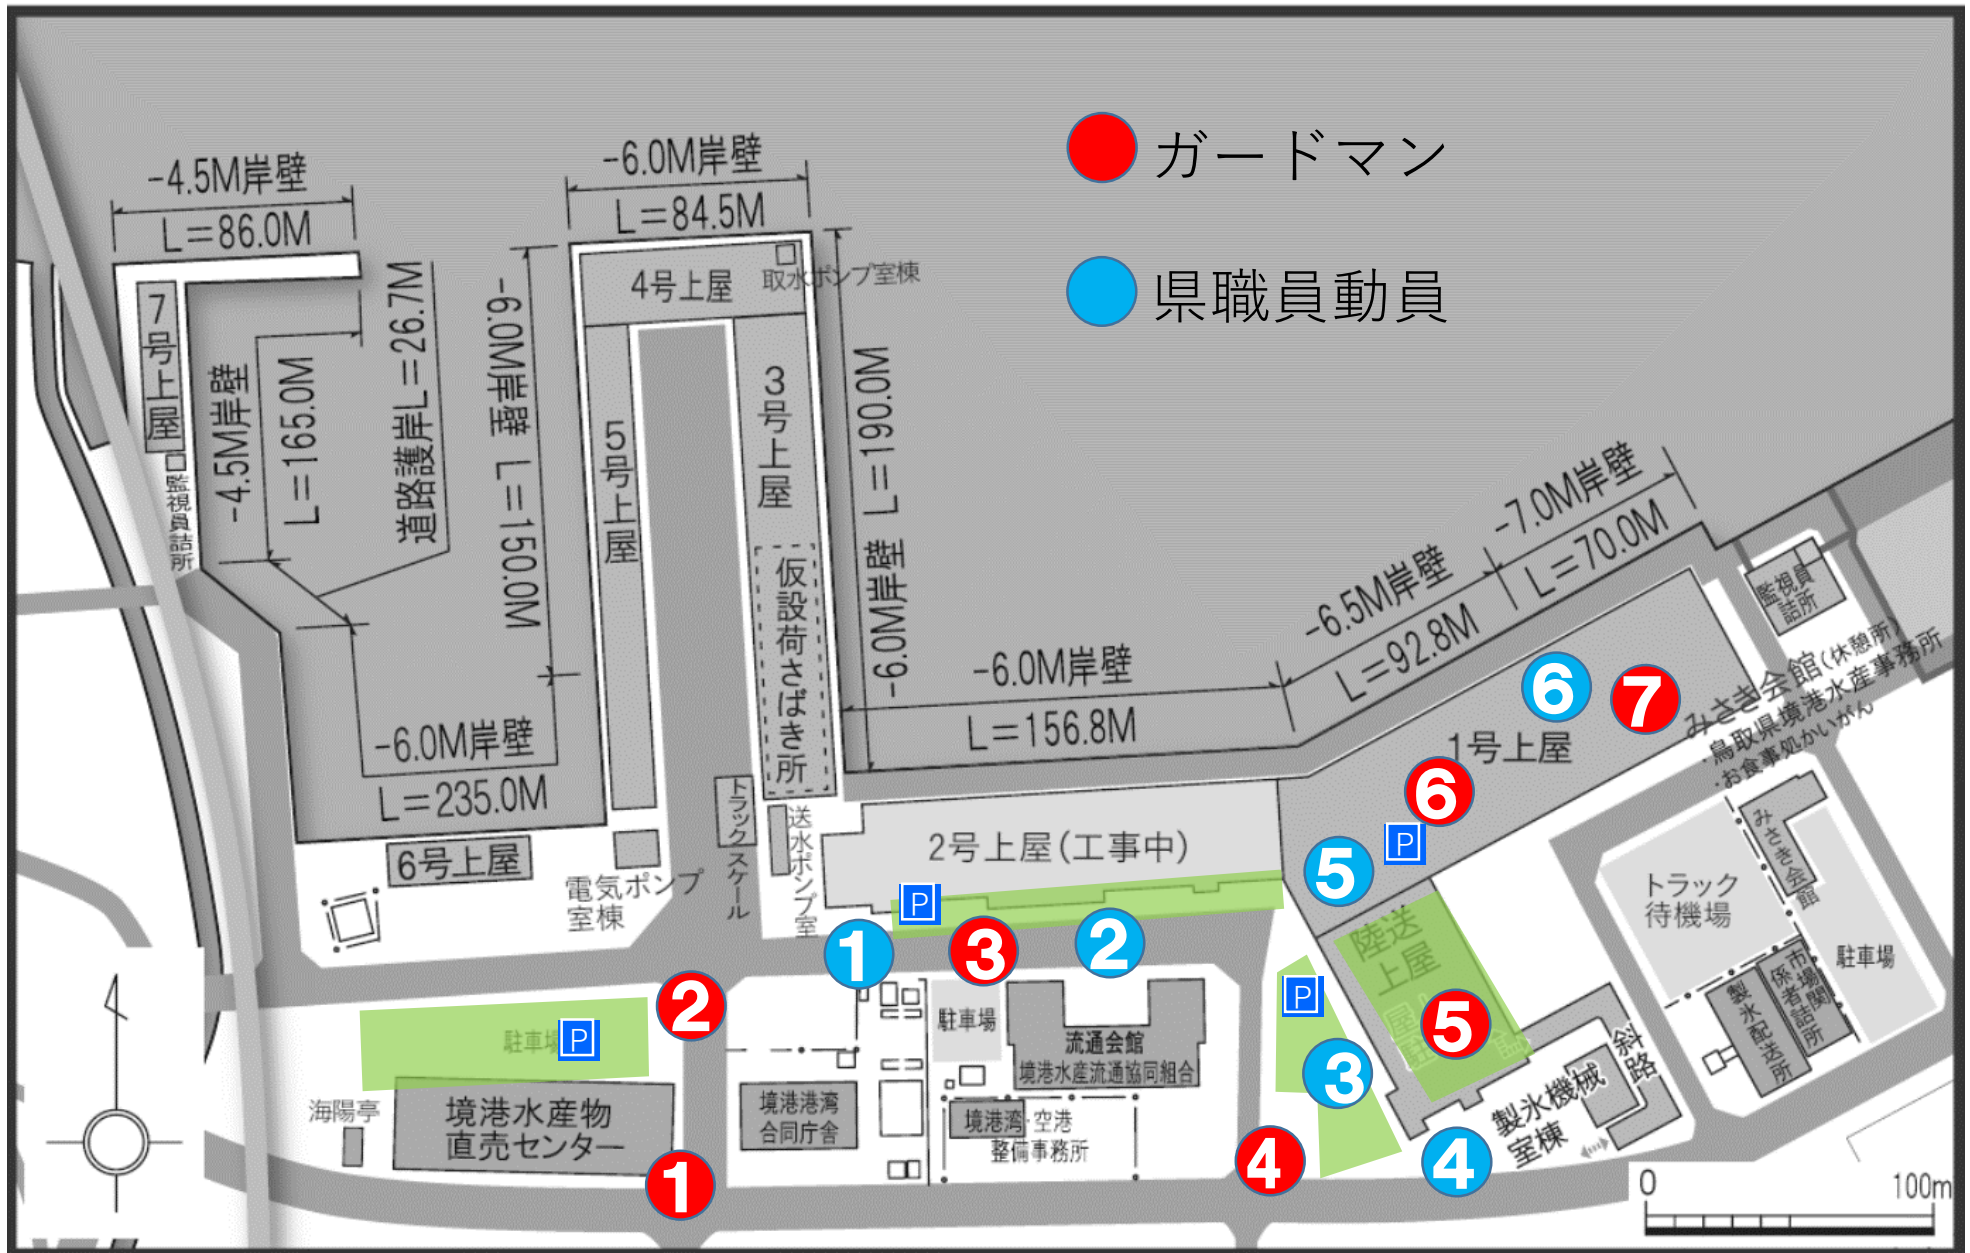 ガードマン
県職員動員
-4.5M岸壁
L=86.0M
-6.0M岸壁
L=84.5M
7号上屋
監視員詰所
-4.5M岸壁
L=165.0M
道路護岸L=26.7M
-6.0M岸壁 L=150.0M
4号上屋
取水ポンプ室棟
5号上屋
3号上屋
仮設荷さばき所
-6.0M岸壁 L=190.0M
-6.0M岸壁
L=235.0M
-6.0M岸壁
L=156.8M
-6.5M岸壁
L=92.8M
-7.0M岸壁
L=70.0M
監視員
詰所
みさき会館(休憩所)
・鳥取県境港水産事務所
・お食事処かいがん
6
7
1号上屋
6
5
P
6号上屋
電気ポンプ
室棟
トラックスケール
送水ポンプ室
2号上屋(工事中)
P
1
3
2
陸送
上屋
5
P
3
4
4
トラック
待機場
みさき会館
駐車場
市場関
係者詰所
製氷配送所
斜路
製氷機械
室棟
2
駐車場
P
海陽亭
境港水産物
直売センター
1
境港港湾
合同庁舎
駐車場
流通会館
境港水産流通協同組合
境港湾・空港
整備事務所
0
100m